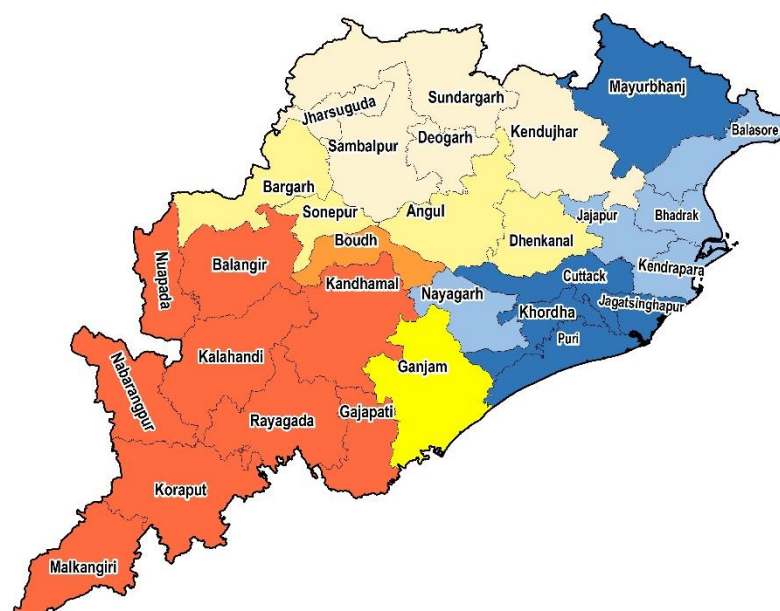 Mayurbhanj
Sundargarh
Jharsuguda
Balasore
Kendujhar
Deogarh
Sambalpur
Bargarh
Sonepur
Angul
Jajapur
Bhadrak
Dhenkanal
Boudh
Nuapada
Balangir
Kandhamal
Cuttack
Kendrapara
Nayagarh
Khordha
Jagatsinghapur
Puri
Kalahandi
Ganjam
Nabarangpur
Rayagada
Gajapati
Koraput
Malkangiri